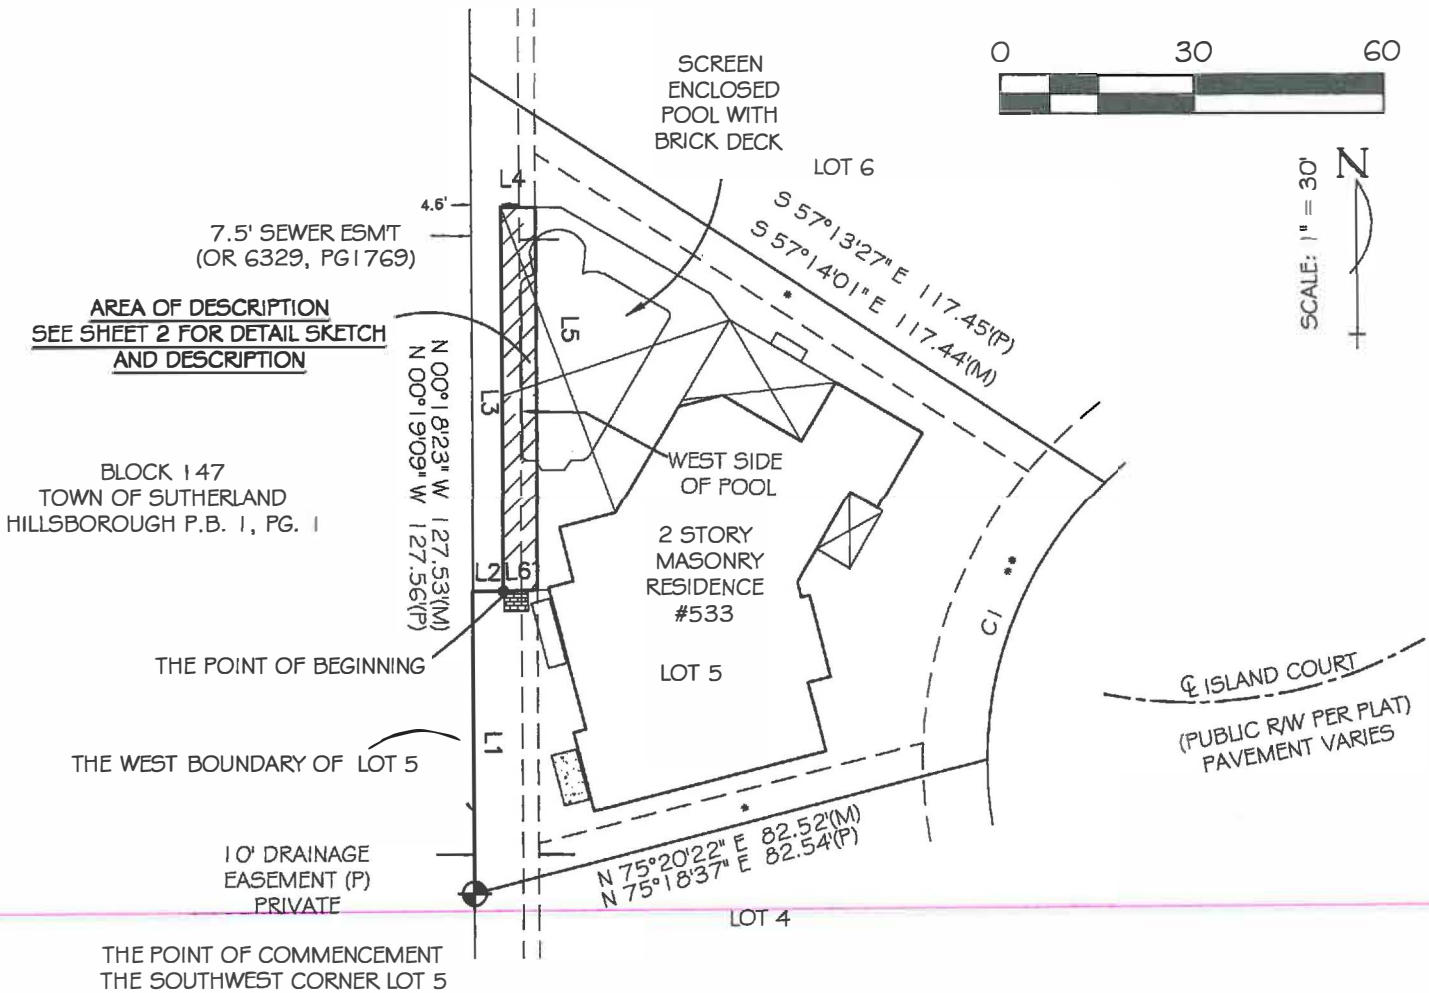 0 30 60
N
SCALE: 1" = 30'
SCREEN
ENCLOSED
POOL WITH
BRICK DECK
LOT 6
S 57°13'27" E 117.45'(P)
S 57°14'01" E 117.44'(M)
L4
4.6'
7.5' SEWER ESM'T
(OR 6329, PG1769)
AREA OF DESCRIPTION
SEE SHEET 2 FOR DETAIL SKETCH
AND DESCRIPTION
L5
L3
N 00°18'23" W 127.53'(M)
N 00°19'09" W 127.56'(P)
WEST SIDE
OF POOL
BLOCK 147
TOWN OF SUTHERLAND
HILLSBOROUGH P.B. 1, PG. 1
2 STORY
MASONRY
RESIDENCE
#533
L2
L6
C1
THE POINT OF BEGINNING
LOT 5
℄ ISLAND COURT
(PUBLIC R/W PER PLAT)
PAVEMENT VARIES
L1
THE WEST BOUNDARY OF LOT 5
10' DRAINAGE
EASEMENT (P)
PRIVATE
N 75°20'22" E 82.52'(M)
N 75°18'37" E 82.54'(P)
LOT 4
THE POINT OF COMMENCEMENT
THE SOUTHWEST CORNER LOT 5